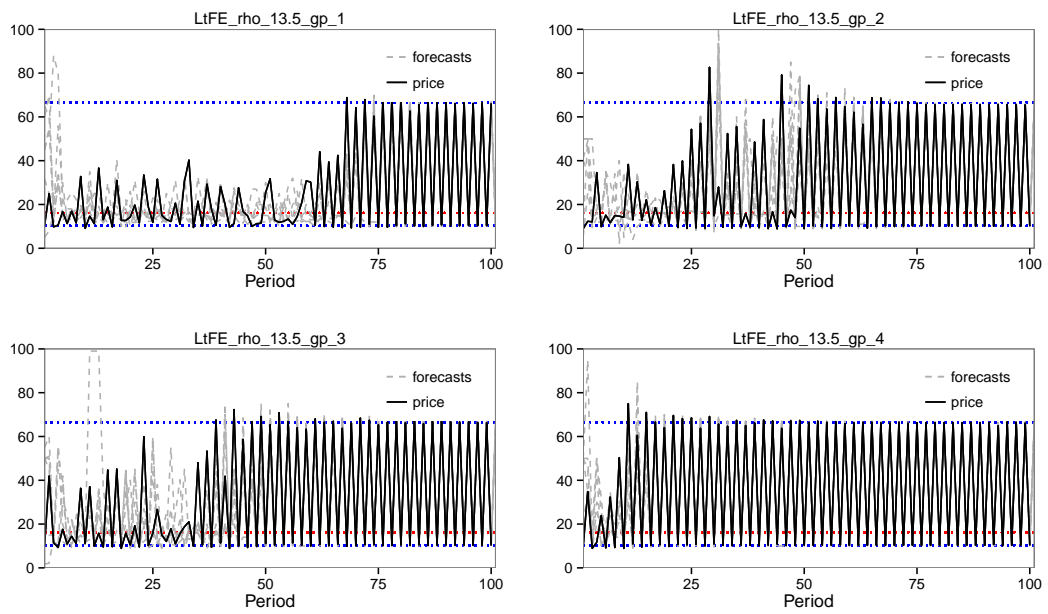 LtFE_rho_13.5_gp_1
100
80
60
40
20
0
forecasts
price
25
50
75
100
Period
LtFE_rho_13.5_gp_2
100
80
60
40
20
0
forecasts
price
25
50
75
100
Period
LtFE_rho_13.5_gp_3
100
80
60
40
20
0
forecasts
price
25
50
75
100
Period
LtFE_rho_13.5_gp_4
100
80
60
40
20
0
forecasts
price
25
50
75
100
Period